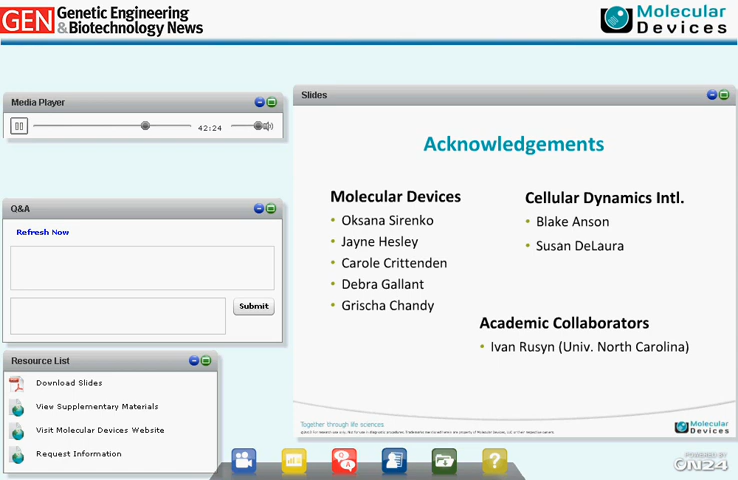 GEN Genetic Engineering
&Biotechnology News
Molecular
Devices
Media Player
42:24
Q&A
Refresh Now
Submit
Resource List
Download Slides
View Supplementary Materials
Visit Molecular Devices Website
Request Information
Slides
Acknowledgements
Molecular Devices
• Oksana Sirenko
• Jayne Hesley
• Carole Crittenden
• Debra Gallant
• Grischa Chandy
Cellular Dynamics Intl.
• Blake Anson
• Susan DeLaura
Academic Collaborators
• Ivan Rusyn (Univ. North Carolina)
Together through life sciences
Molecular
Devices
Q
A
?
POWERED BY
ON24